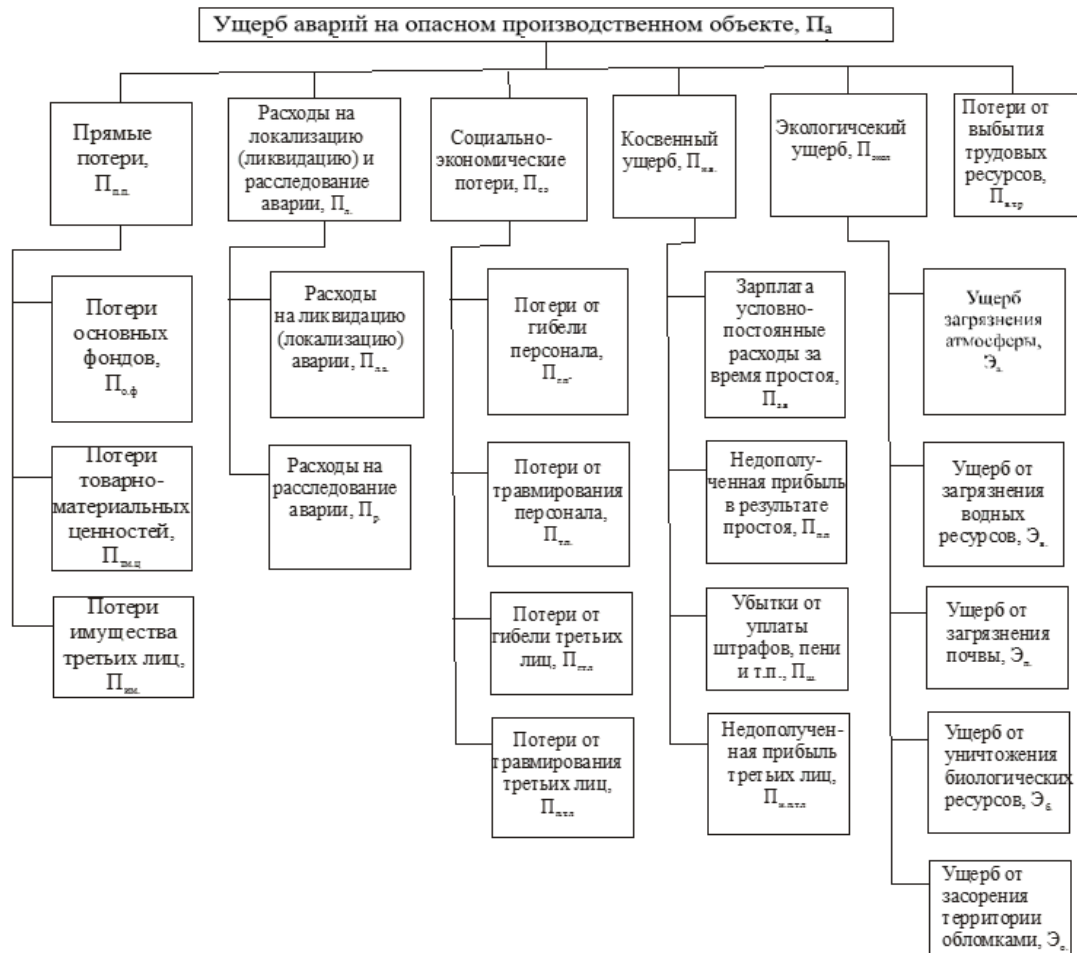 Ущерб аварий на опасном производственном объекте, Па
Прямые
потери,
Пп.п.
Расходы на
локализацию
(ликвидацию) и
расследование
аварии, Пл.
Социально-
экономические
потери, Пс.э
Косвенный
ущерб, Пн.в.
Экологичсекий
ущерб, Пэкол
Потери от
выбытия
трудовых
ресурсов,
Пв.т.р
Потери
основных
фондов,
По.ф
Потери
товарно-
материальных
ценностей,
Птм.ц
Потери
имущества
третьих лиц,
Пим.
Расходы
на ликвидацию
(локализацию)
аварии, Пл.
Расходы на
расследование
аварии, Пр.
Потери от
гибели
персонала,
Пг.п.
Потери от
травмирования
персонала,
Пт.п.
Потери от
гибели третьих
лиц, Пг.т.л
Потери от
травмирования
третьих лиц,
Пт.т.л
Зарплата
условно-
постоянные
расходы за
время простоя,
Пз.п
Недополу-
ченная прибыль
в результате
простоя, Пп.п
Убытки от
уплаты
штрафов, пени
и т.п., Пш.
Недополучен-
ная прибыль
третьих лиц,
Пн.п.т.л
Ущерб
загрязнения
атмосферы,
Эа.
Ущерб от
загрязнения
водных
ресурсов, Эв.
Ущерб от
загрязнения
почвы, Эп.
Ущерб от
уничтожения
биологических
ресурсов, Эб.
Ущерб от
засорения
территории
обломками, Эо.